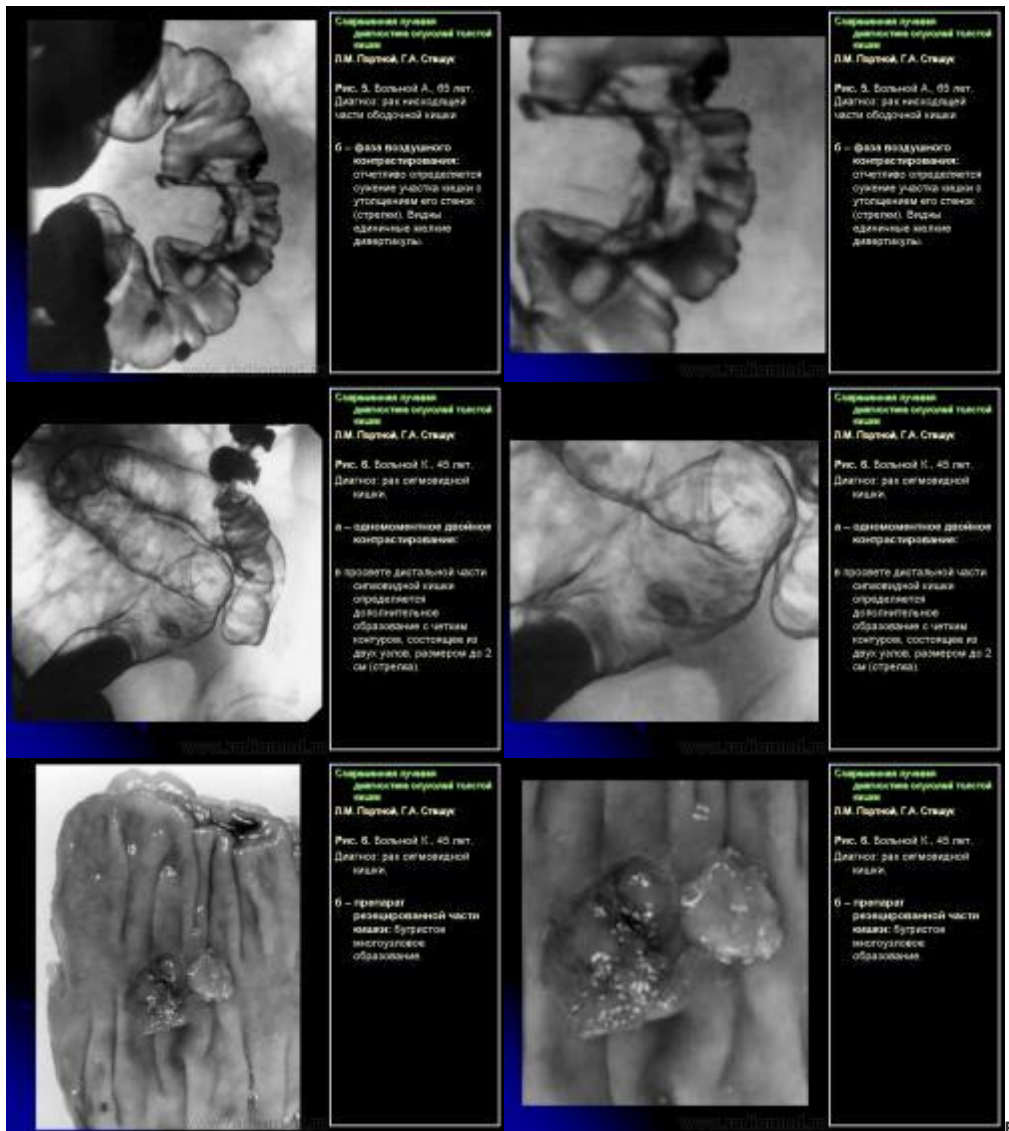 Современная лучевая
диагностика опухолей толстой
кишки
Л.М. Портной, Г.А. Сташук
Рис. 5. Больной А., 65 лет.
Диагноз: рак нисходящей
части ободочной кишки
б – фаза воздушного
контрастирования:
отчетливо определяется
сужение участка кишки с
утолщением его стенок
(стрелки). Видны
единичные мелкие
дивертикулы.
Современная лучевая
диагностика опухолей толстой
кишки
Л.М. Портной, Г.А. Сташук
Рис. 5. Больной А., 65 лет.
Диагноз: рак нисходящей
части ободочной кишки
б – фаза воздушного
контрастирования:
отчетливо определяется
сужение участка кишки с
утолщением его стенок
(стрелки). Видны
единичные мелкие
дивертикулы.
Современная лучевая
диагностика опухолей толстой
кишки
Л.М. Портной, Г.А. Сташук
Рис. 6. Больной К., 45 лет.
Диагноз: рак сигмовидной
кишки.
а – одномоментное двойное
контрастирование:
в просвете дистальной части
сигмовидной кишки
определяется
дополнительное
образование с четким
контуром, состоящее из
двух узлов, размером до 2
см (стрелка).
Современная лучевая
диагностика опухолей толстой
кишки
Л.М. Портной, Г.А. Сташук
Рис. 6. Больной К., 45 лет.
Диагноз: рак сигмовидной
кишки.
а – одномоментное двойное
контрастирование:
в просвете дистальной части
сигмовидной кишки
определяется
дополнительное
образование с четким
контуром, состоящее из
двух узлов, размером до 2
см (стрелка).
Современная лучевая
диагностика опухолей толстой
кишки
Л.М. Портной, Г.А. Сташук
Рис. 6. Больной К., 45 лет.
Диагноз: рак сигмовидной
кишки.
б – препарат
резецированной части
кишки: бугристое
многоузловое
образование
Современная лучевая
диагностика опухолей толстой
кишки
Л.М. Портной, Г.А. Сташук
Рис. 6. Больной К., 45 лет.
Диагноз: рак сигмовидной
кишки.
б – препарат
резецированной части
кишки: бугристое
многоузловое
образование